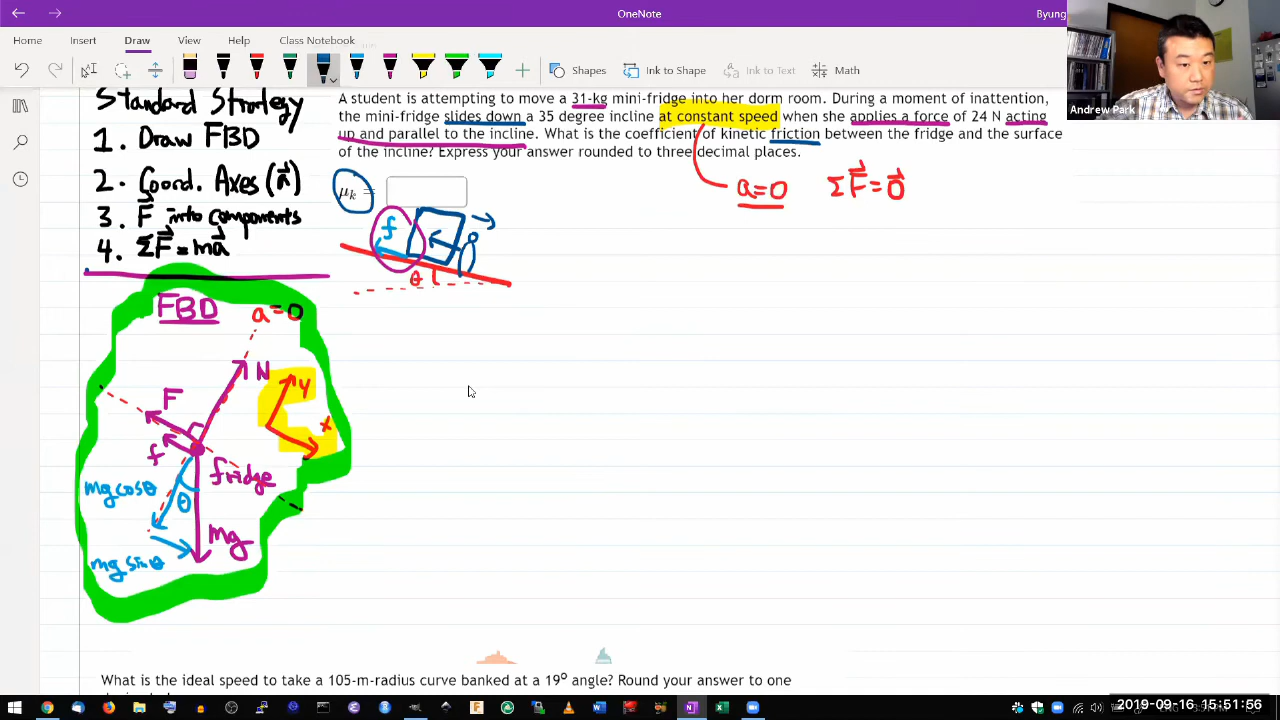 OneNote
Byung
Home Insert Draw View Help Class Notebook
Shapes Ink to Shape Ink to Text Math
Andrew Park
Standard Strategy
1. Draw FBD
2. Coord. Axes (a⃗)
3. F⃗ into components
4. ΣF⃗ = ma⃗
A student is attempting to move a 31-kg mini-fridge into her dorm room. During a moment of inattention,
the mini-fridge slides down a 35 degree incline at constant speed when she applies a force of 24 N acting
up and parallel to the incline. What is the coefficient of kinetic friction between the fridge and the surface
of the incline? Express your answer rounded to three decimal places.
μk =
a=0 ΣF⃗ = 0⃗
f
θ
FBD
a=0
N
F
y
x
f
fridge
mg cosθ
θ
mg
mg sinθ
What is the ideal speed to take a 105-m-radius curve banked at a 19° angle? Round your answer to one
2019-09-16 15:51:56